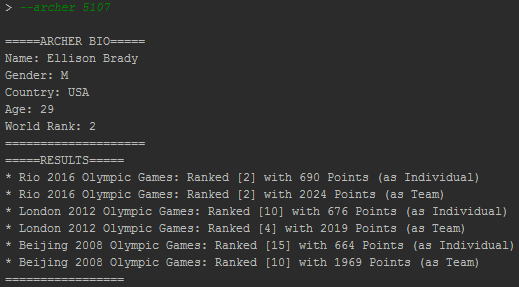 > --archer 5107
=====ARCHER BIO=====
Name: Ellison Brady
Gender: M
Country: USA
Age: 29
World Rank: 2
====================
=====RESULTS=====
* Rio 2016 Olympic Games: Ranked [2] with 690 Points (as Individual)
* Rio 2016 Olympic Games: Ranked [2] with 2024 Points (as Team)
* London 2012 Olympic Games: Ranked [10] with 676 Points (as Individual)
* London 2012 Olympic Games: Ranked [4] with 2019 Points (as Team)
* Beijing 2008 Olympic Games: Ranked [15] with 664 Points (as Individual)
* Beijing 2008 Olympic Games: Ranked [10] with 1969 Points (as Team)
=================